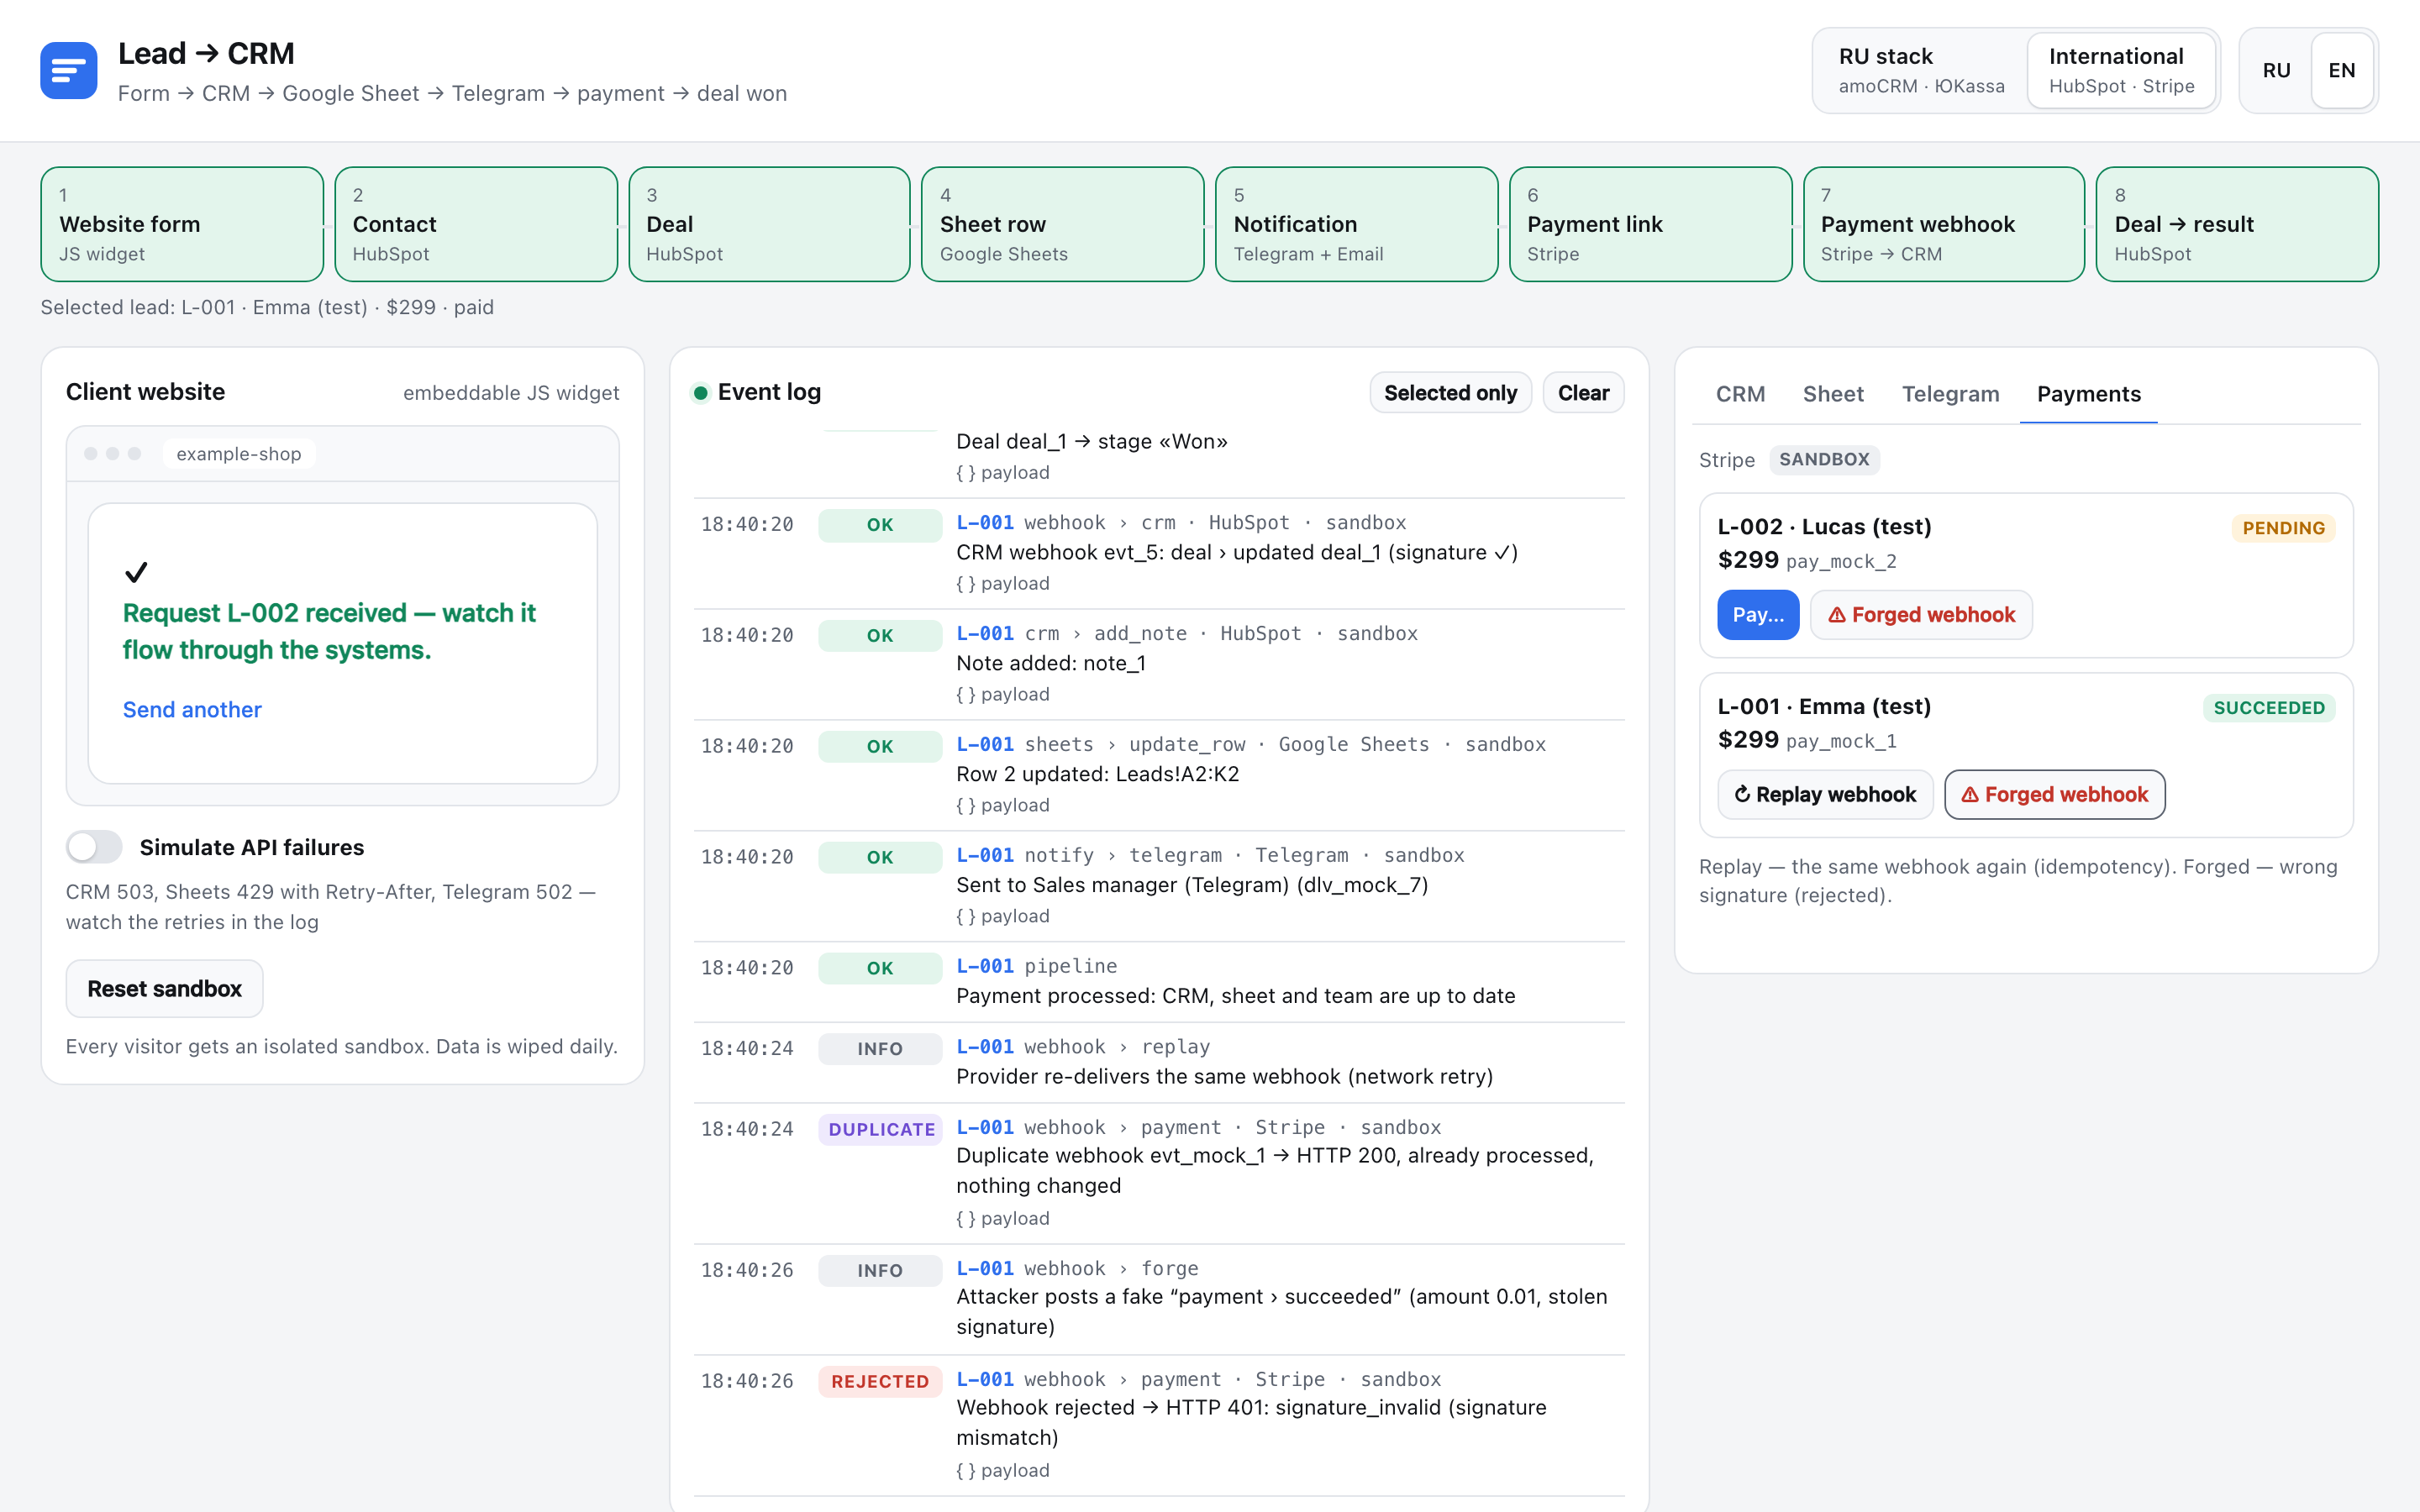 Lead → CRM
Form → CRM → Google Sheet → Telegram → payment → deal won
RU stack
amoCRM · ЮKassa
International
HubSpot · Stripe
RU
EN
1
Website form
JS widget
2
Contact
HubSpot
3
Deal
HubSpot
4
Sheet row
Google Sheets
5
Notification
Telegram + Email
6
Payment link
Stripe
7
Payment webhook
Stripe → CRM
8
Deal → result
HubSpot
Selected lead: L-001 · Emma (test) · $299 · paid
Client website
embeddable JS widget
example-shop
✓
Request L-002 received — watch it
flow through the systems.
Send another
Simulate API failures
CRM 503, Sheets 429 with Retry-After, Telegram 502 —
watch the retries in the log
Reset sandbox
Every visitor gets an isolated sandbox. Data is wiped daily.
Event log
Selected only
Clear
Deal deal_1 → stage «Won»
{ } payload
18:40:20 OK L-001 webhook › crm · HubSpot · sandbox
CRM webhook evt_5: deal › updated deal_1 (signature ✓)
{ } payload
18:40:20 OK L-001 crm › add_note · HubSpot · sandbox
Note added: note_1
{ } payload
18:40:20 OK L-001 sheets › update_row · Google Sheets · sandbox
Row 2 updated: Leads!A2:K2
{ } payload
18:40:20 OK L-001 notify › telegram · Telegram · sandbox
Sent to Sales manager (Telegram) (dlv_mock_7)
{ } payload
18:40:20 OK L-001 pipeline
Payment processed: CRM, sheet and team are up to date
18:40:24 INFO L-001 webhook › replay
Provider re-delivers the same webhook (network retry)
18:40:24 DUPLICATE L-001 webhook › payment · Stripe · sandbox
Duplicate webhook evt_mock_1 → HTTP 200, already processed,
nothing changed
{ } payload
18:40:26 INFO L-001 webhook › forge
Attacker posts a fake “payment › succeeded” (amount 0.01, stolen
signature)
18:40:26 REJECTED L-001 webhook › payment · Stripe · sandbox
Webhook rejected → HTTP 401: signature_invalid (signature
mismatch)
{ } payload
CRM
Sheet
Telegram
Payments
Stripe SANDBOX
L-002 · Lucas (test)
PENDING
$299 pay_mock_2
Pay...
⚠ Forged webhook
L-001 · Emma (test)
SUCCEEDED
$299 pay_mock_1
↻ Replay webhook
⚠ Forged webhook
Replay — the same webhook again (idempotency). Forged — wrong
signature (rejected).